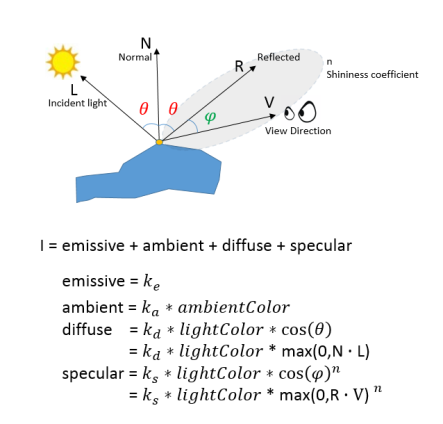 N
Normal
L
Incident light
θ θ
R
Reflected
n
Shininess coefficient
φ
V
View Direction
I = emissive + ambient + diffuse + specular
emissive = kₑ
ambient = kₐ * ambientColor
diffuse = k_d * lightColor * cos(θ)
= k_d * lightColor * max(0,N · L)
specular = kₛ * lightColor * cos(φ)ⁿ
= kₛ * lightColor * max(0,R · V) ⁿ